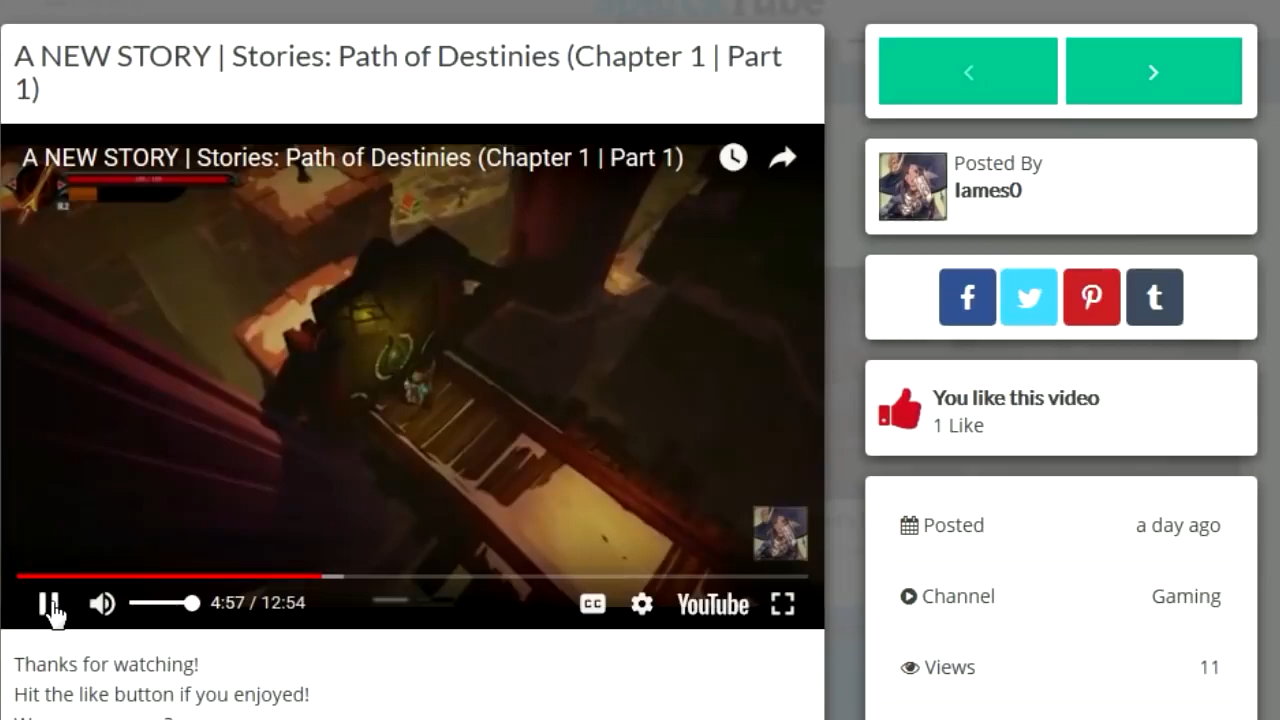 A NEW STORY | Stories: Path of Destinies (Chapter 1 | Part
1)
A NEW STORY | Stories: Path of Destinies (Chapter 1 | Part 1)
82
4:57 / 12:54
CC
YouTube
Thanks for watching!
Hit the like button if you enjoyed!
Posted By
Iames0
f
t
You like this video
1 Like
Posted a day ago
Channel Gaming
Views 11